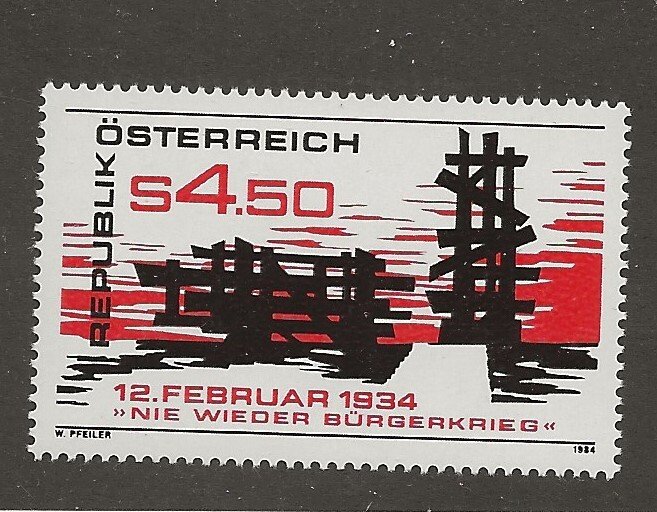 REPUBLIK
ÖSTERREICH
S4.50
12.FEBRUAR 1934
»NIE WIEDER BÜRGERKRIEG«
W. PFEILER
1984